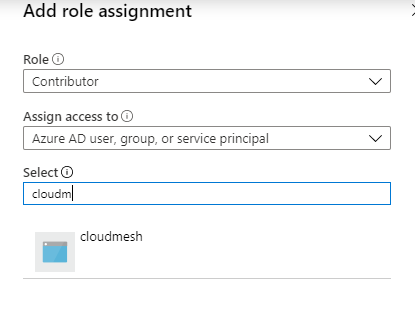 Add role assignment
Role
Contributor
Assign access to
Azure AD user, group, or service principal
Select
cloudm
cloudmesh